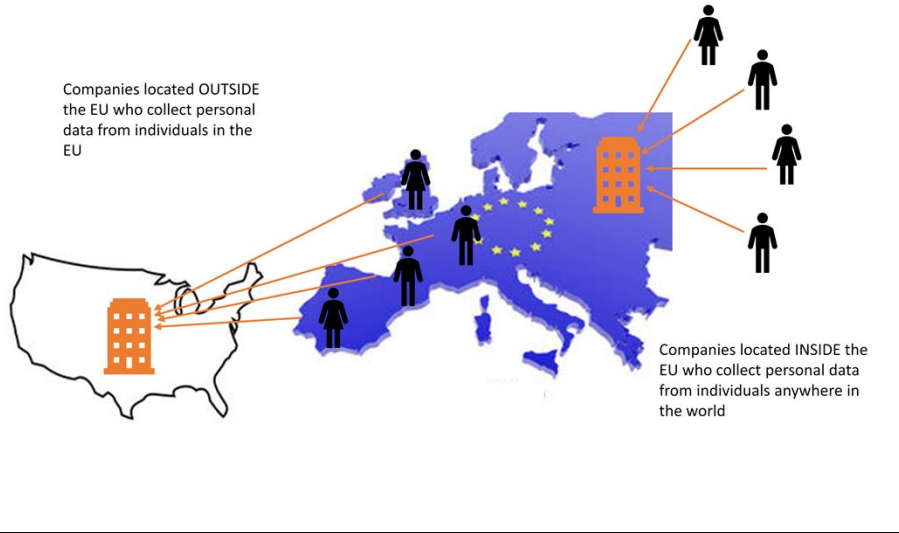 Companies located OUTSIDE
the EU who collect personal
data from individuals in the
EU
Companies located INSIDE the
EU who collect personal data
from individuals anywhere in
the world